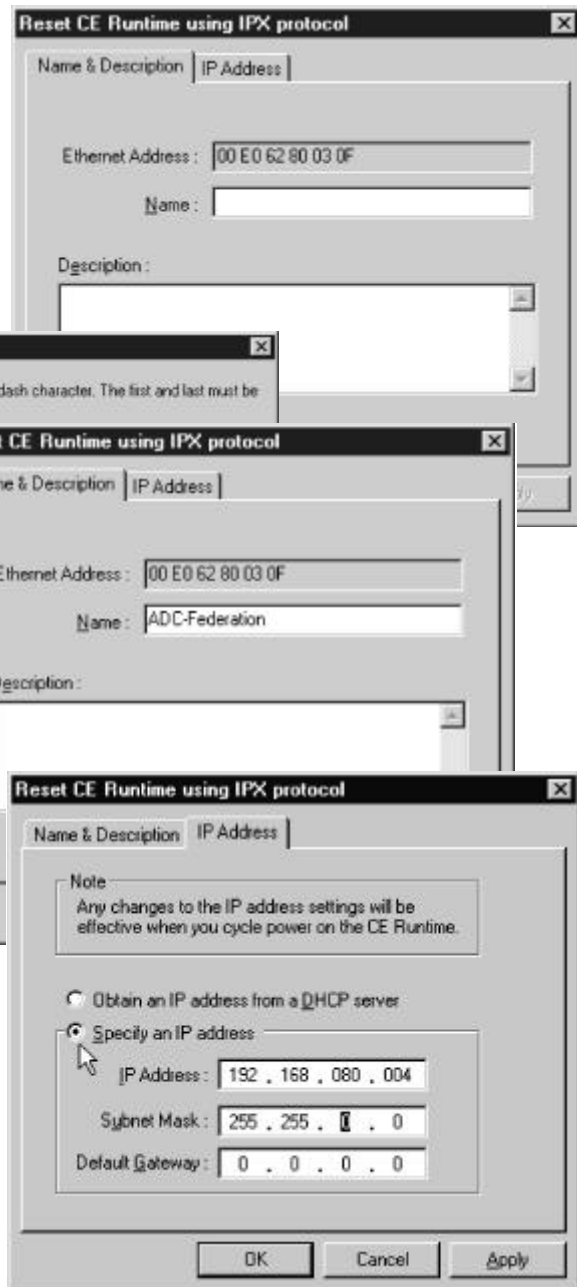 Reset CE Runtime using IPX protocol
Name & Description
IP Address
Ethernet Address :
00 E0 62 80 03 0F
Name :
Description :
dash character. The first and last must be
CE Runtime using IPX protocol
& Description
IP Address
Ethernet Address :
00 E0 62 80 03 0F
Name :
ADC-Federation
escription :
Reset CE Runtime using IPX protocol
Name & Description
IP Address
Note
Any changes to the IP address settings will be
effective when you cycle power on the CE Runtime.
Obtain an IP address from a DHCP server
Specify an IP address
IP Address :
192 . 168 . 080 . 004
Subnet Mask :
255 . 255 . 0 . 0
Default Gateway :
0 . 0 . 0 . 0
OK
Cancel
Apply